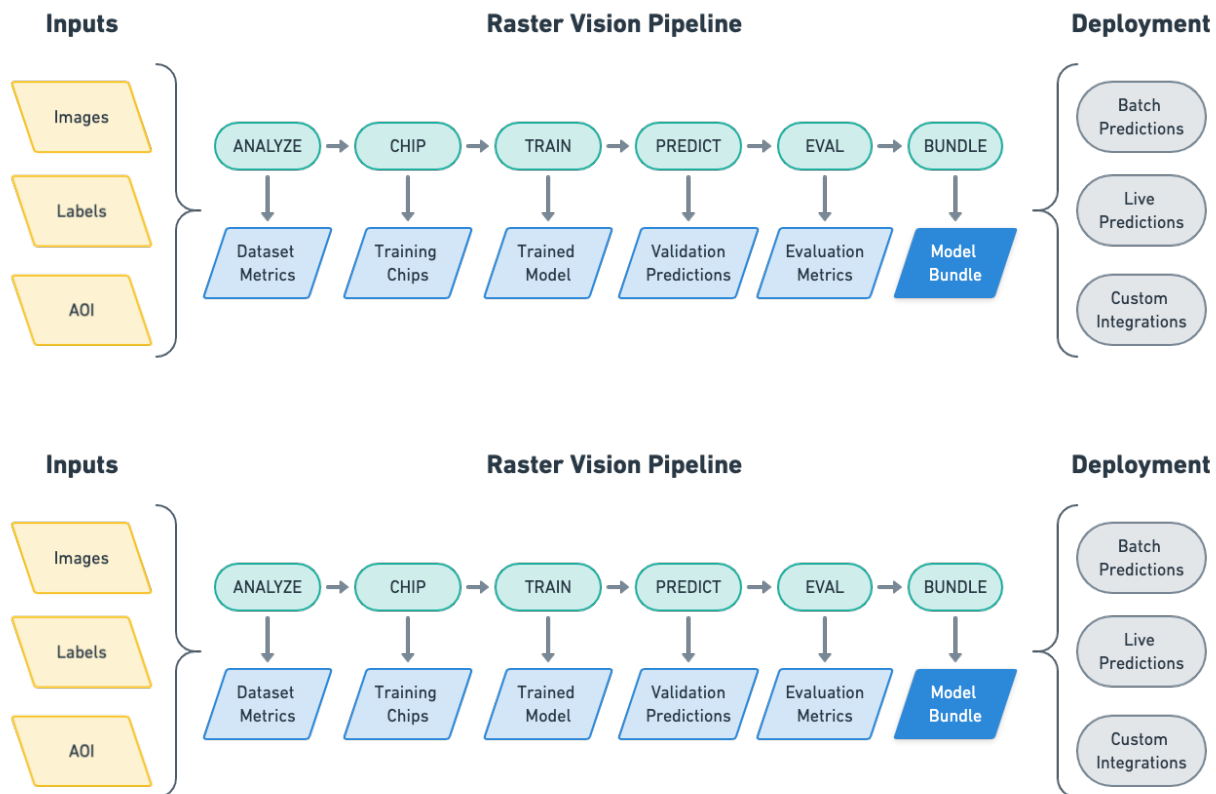 Inputs
Raster Vision Pipeline
Deployment
Images
Labels
AOI
ANALYZE
CHIP
TRAIN
PREDICT
EVAL
BUNDLE
Dataset
Metrics
Training
Chips
Trained
Model
Validation
Predictions
Evaluation
Metrics
Model
Bundle
Batch
Predictions
Live
Predictions
Custom
Integrations
Inputs
Raster Vision Pipeline
Deployment
Images
Labels
AOI
ANALYZE
CHIP
TRAIN
PREDICT
EVAL
BUNDLE
Dataset
Metrics
Training
Chips
Trained
Model
Validation
Predictions
Evaluation
Metrics
Model
Bundle
Batch
Predictions
Live
Predictions
Custom
Integrations